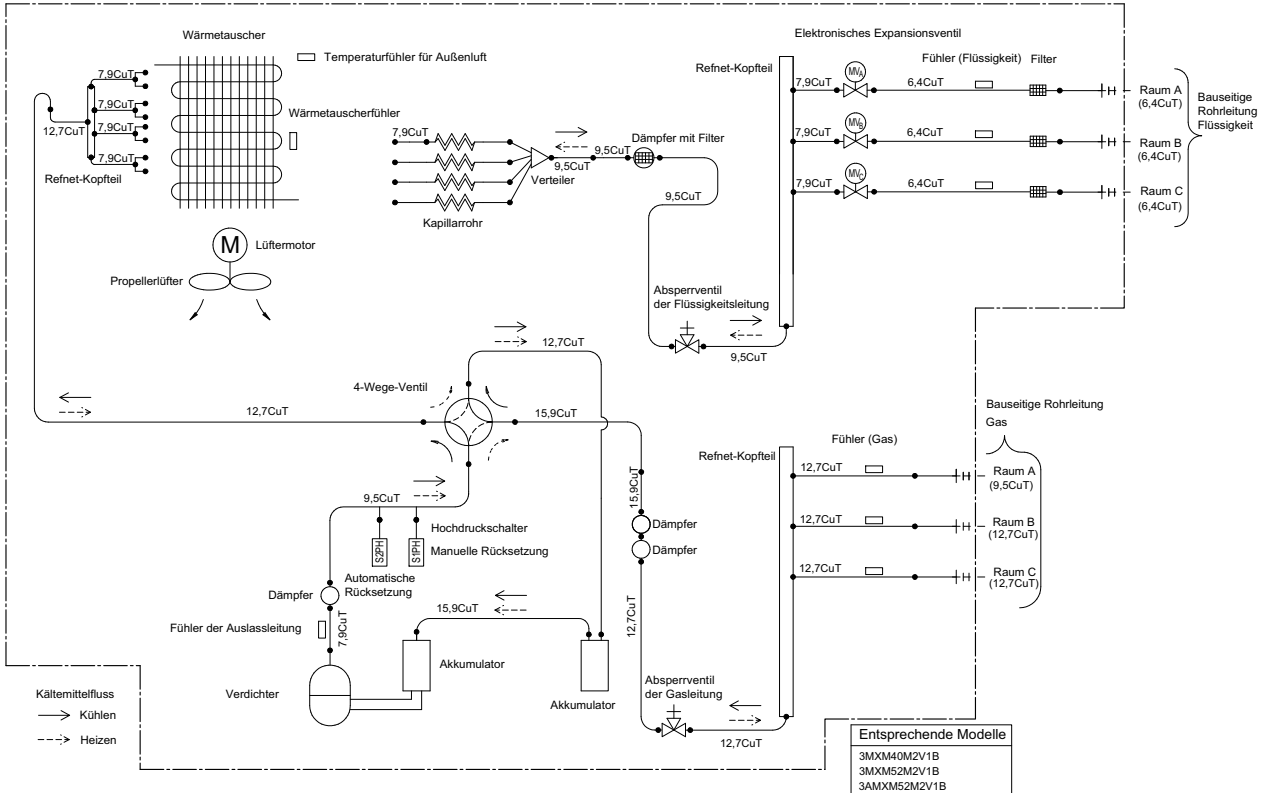 Wärmetauscher
Temperaturfühler für Außenluft
7,9CuT
7,9CuT
7,9CuT
7,9CuT
12,7CuT
Refnet-Kopfteil
Wärmetauscherfühler
M
Lüftermotor
Propellerlüfter
7,9CuT
Kapillarrohr
Verteiler
9,5CuT
9,5CuT
Dämpfer mit Filter
9,5CuT
Absperrventil
der Flüssigkeitsleitung
9,5CuT
Refnet-Kopfteil
Elektronisches Expansionsventil
Fühler (Flüssigkeit)
Filter
7,9CuT
MVA
6,4CuT
Raum A
(6,4CuT)
7,9CuT
MVB
6,4CuT
Raum B
(6,4CuT)
7,9CuT
MVC
6,4CuT
Raum C
(6,4CuT)
Bauseitige
Rohrleitung
Flüssigkeit
12,7CuT
4-Wege-Ventil
12,7CuT
15,9CuT
9,5CuT
S2PH
S1PH
Hochdruckschalter
Manuelle Rücksetzung
Automatische
Rücksetzung
Dämpfer
Fühler der Auslassleitung
7,9CuT
15,9CuT
Verdichter
Akkumulator
Akkumulator
15,9CuT
Dämpfer
Dämpfer
12,7CuT
Absperrventil
der Gasleitung
12,7CuT
Refnet-Kopfteil
Fühler (Gas)
Bauseitige Rohrleitung
Gas
12,7CuT
Raum A
(9,5CuT)
12,7CuT
Raum B
(12,7CuT)
12,7CuT
Raum C
(12,7CuT)
Kältemittelfluss
Kühlen
Heizen
Entsprechende Modelle
3MXM40M2V1B
3MXM52M2V1B
3AMXM52M2V1B